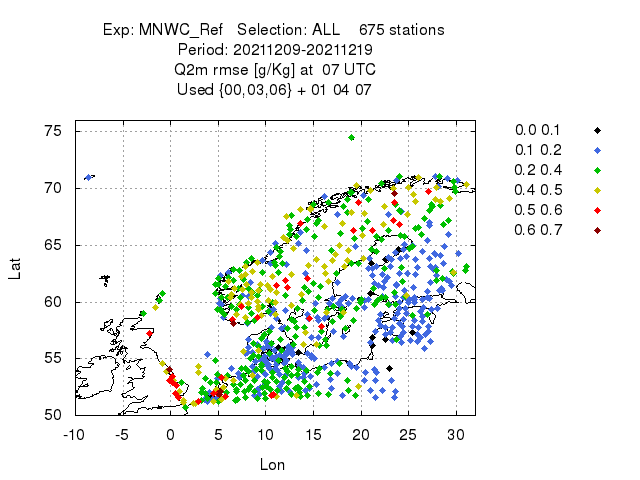 Exp: MNWC_Ref Selection: ALL 675 stations
Period: 20211209-20211219
Q2m rmse [g/Kg] at 07 UTC
Used {00,03,06} + 01 04 07
0.0 0.1
0.1 0.2
0.2 0.4
0.4 0.5
0.5 0.6
0.6 0.7
75
70
65
60
55
50
Lat
-10 -5 0 5 10 15 20 25 30
Lon